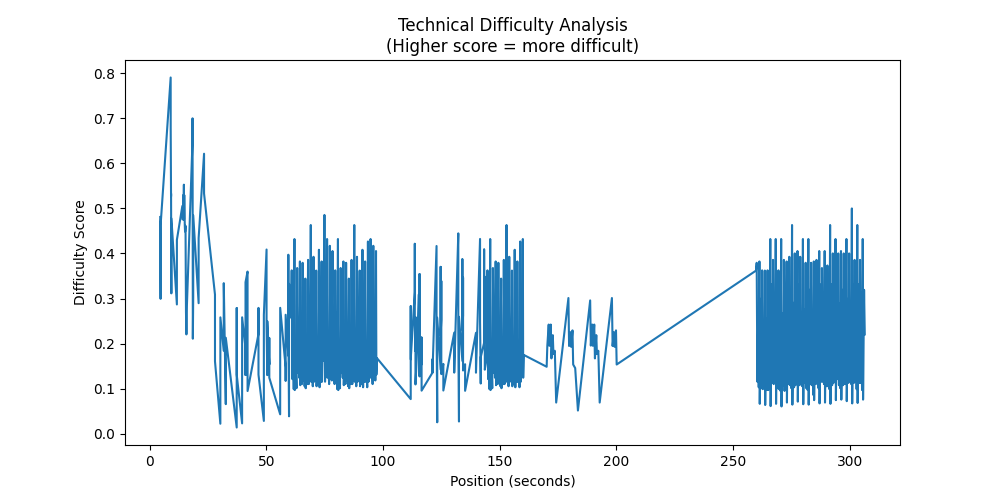 Technical Difficulty Analysis
(Higher score = more difficult)
Difficulty Score
0.8
0.7
0.6
0.5
0.4
0.3
0.2
0.1
0.0
0 50 100 150 200 250 300
Position (seconds)